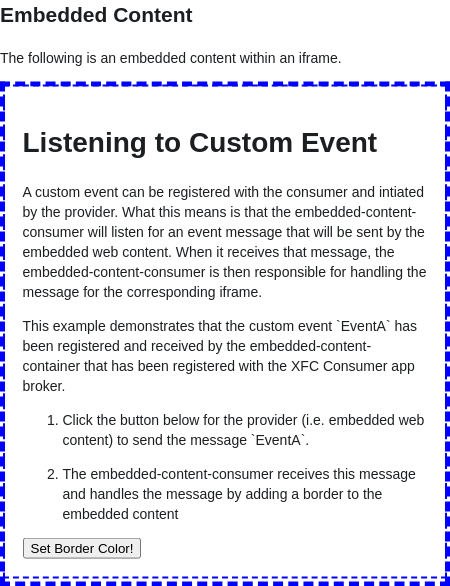 Embedded Content
The following is an embedded content within an iframe.
Listening to Custom Event
A custom event can be registered with the consumer and intiated
by the provider. What this means is that the embedded-content-
consumer will listen for an event message that will be sent by the
embedded web content. When it receives that message, the
embedded-content-consumer is then responsible for handling the
message for the corresponding iframe.
This example demonstrates that the custom event `EventA` has
been registered and received by the embedded-content-
container that has been registered with the XFC Consumer app
broker.
1. Click the button below for the provider (i.e. embedded web
content) to send the message `EventA`.
2. The embedded-content-consumer receives this message
and handles the message by adding a border to the
embedded content
Set Border Color!